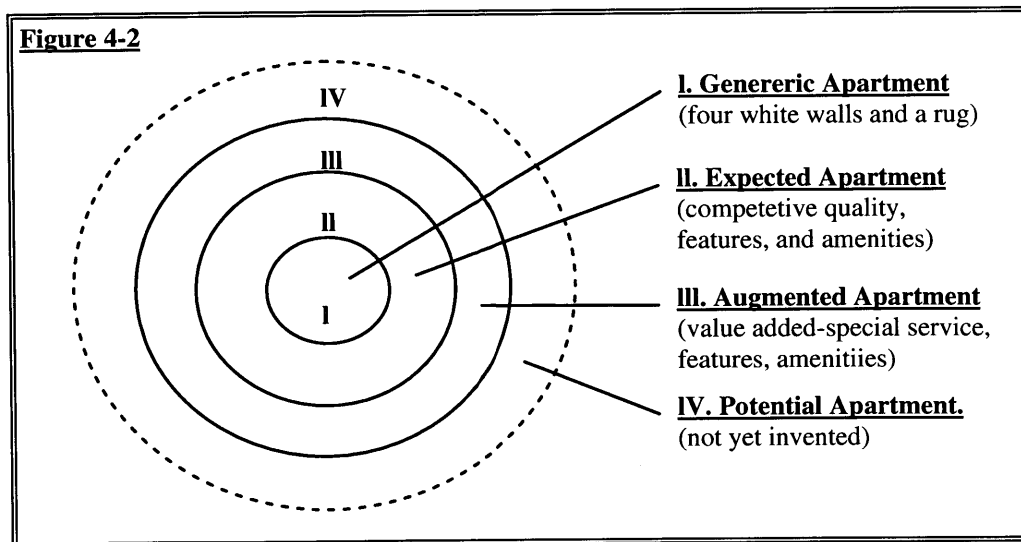 Figure 4-2
IV
III
II
I
I. Genereric Apartment
(four white walls and a rug)
II. Expected Apartment
(competetive quality,
features, and amenities)
III. Augmented Apartment
(value added-special service,
features, amenitiies)
IV. Potential Apartment.
(not yet invented)